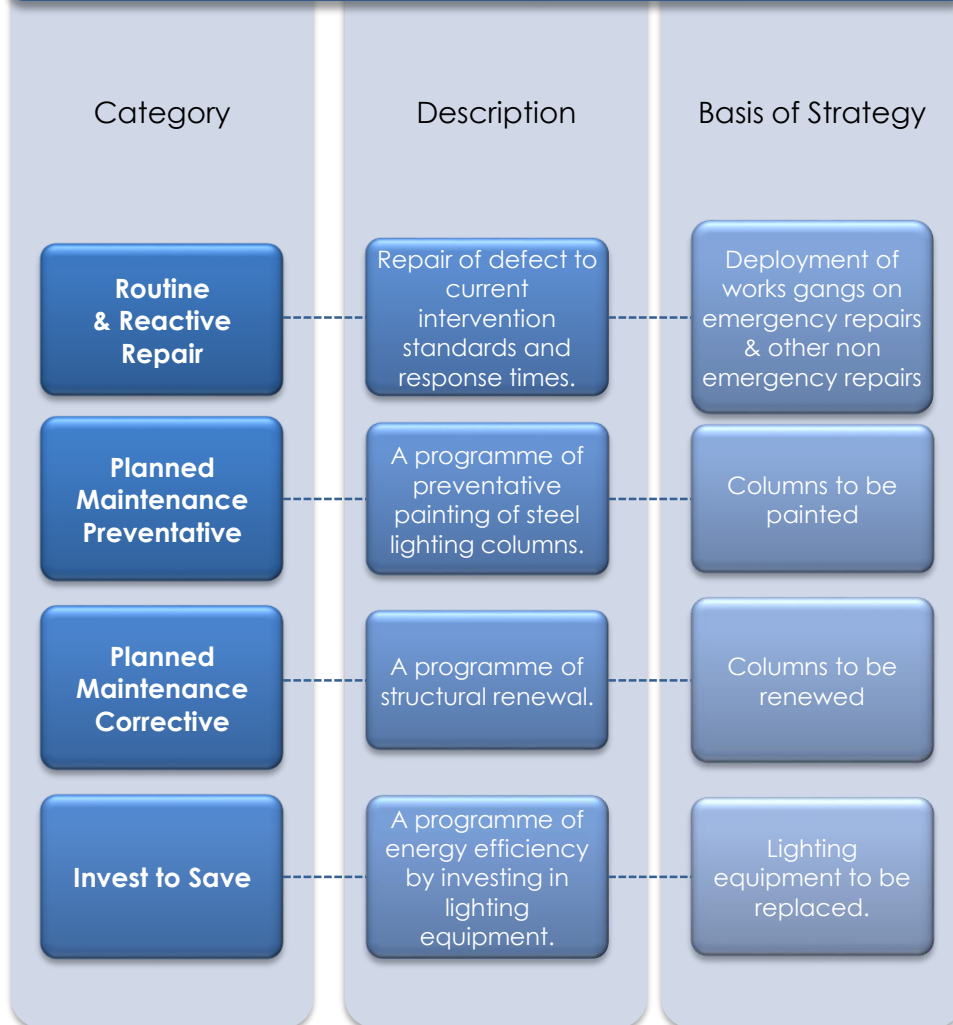 Category
Description
Basis of Strategy
Routine
& Reactive
Repair
Repair of defect to
current
intervention
standards and
response times.
Deployment of
works gangs on
emergency repairs
& other non
emergency repairs
Planned
Maintenance
Preventative
A programme of
preventative
painting of steel
lighting columns.
Columns to be
painted
Planned
Maintenance
Corrective
A programme of
structural renewal.
Columns to be
renewed
Invest to Save
A programme of
energy efficiency
by investing in
lighting
equipment.
Lighting
equipment to be
replaced.